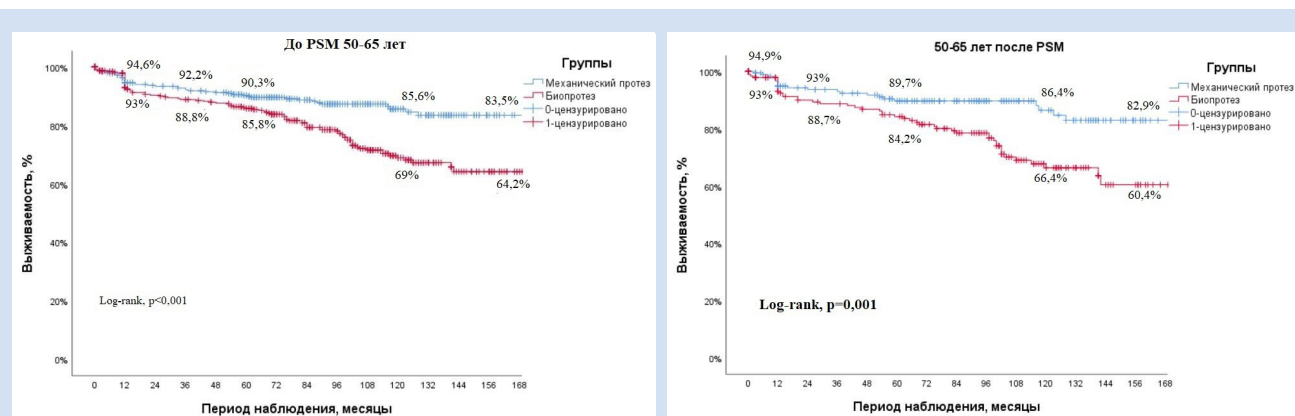 До PSM 50-65 лет
Группы
Механический протез
Биопротез
0-цензурировано
1-цензурировано
100%
80%
60%
40%
20%
0%
Выживаемость, %
94,6%
92,2%
90,3%
85,6%
83,5%
93%
88,8%
85,8%
69%
64,2%
Log-rank, p<0,001
0 12 24 36 48 60 72 84 96 108 120 132 144 156 168
Период наблюдения, месяцы
50-65 лет после PSM
Группы
Механический протез
Биопротез
0-цензурировано
1-цензурировано
100%
80%
60%
40%
20%
0%
Выживаемость, %
94,9%
93%
89,7%
86,4%
82,9%
93%
88,7%
84,2%
66,4%
60,4%
Log-rank, p=0,001
0 12 24 36 48 60 72 84 96 108 120 132 144 156 168
Период наблюдения, месяцы